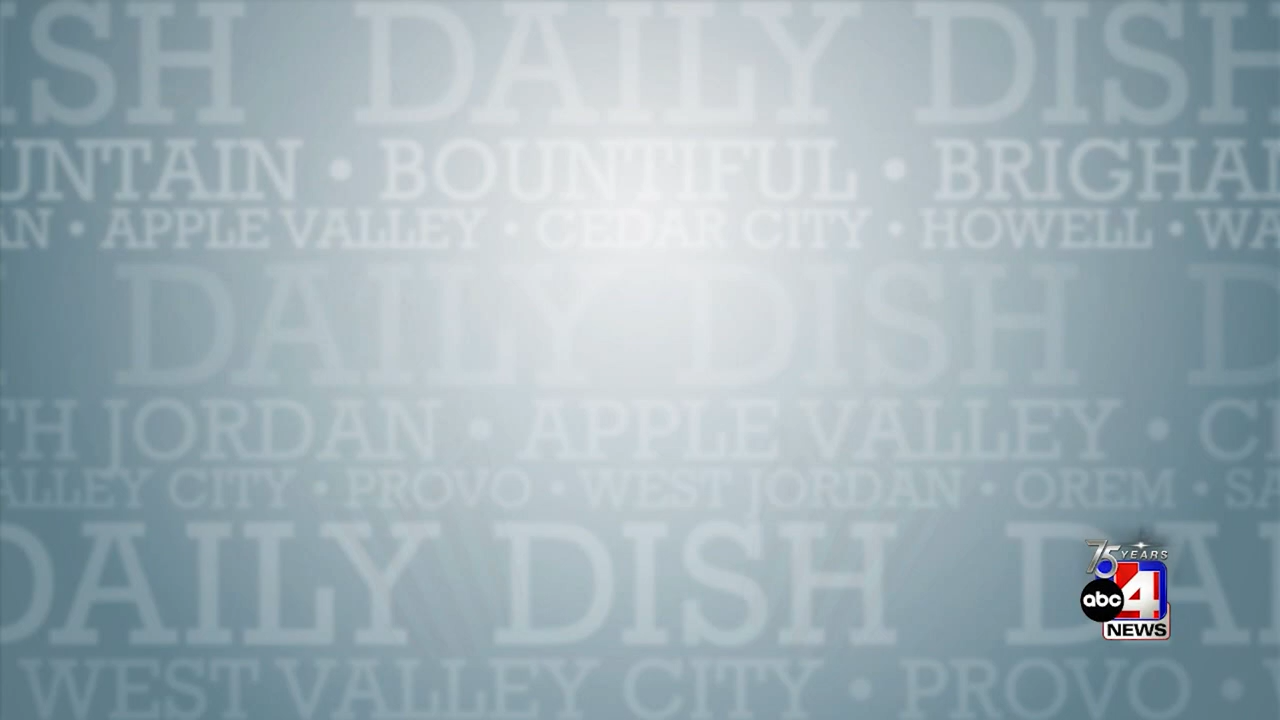 ISH DAILY DISH
UNTAIN • BOUNTIFUL • BRIGHA
AN • APPLE VALLEY • CEDAR CITY • HOWELL • WA
DAILY DISH D
TH JORDAN • APPLE VALLEY • C
ALLEY CITY • PROVO • WEST JORDAN • OREM • SA
DAILY DISH DA
75 YEARS
abc 4
NEWS
WEST VALLEY CITY • PROVO •